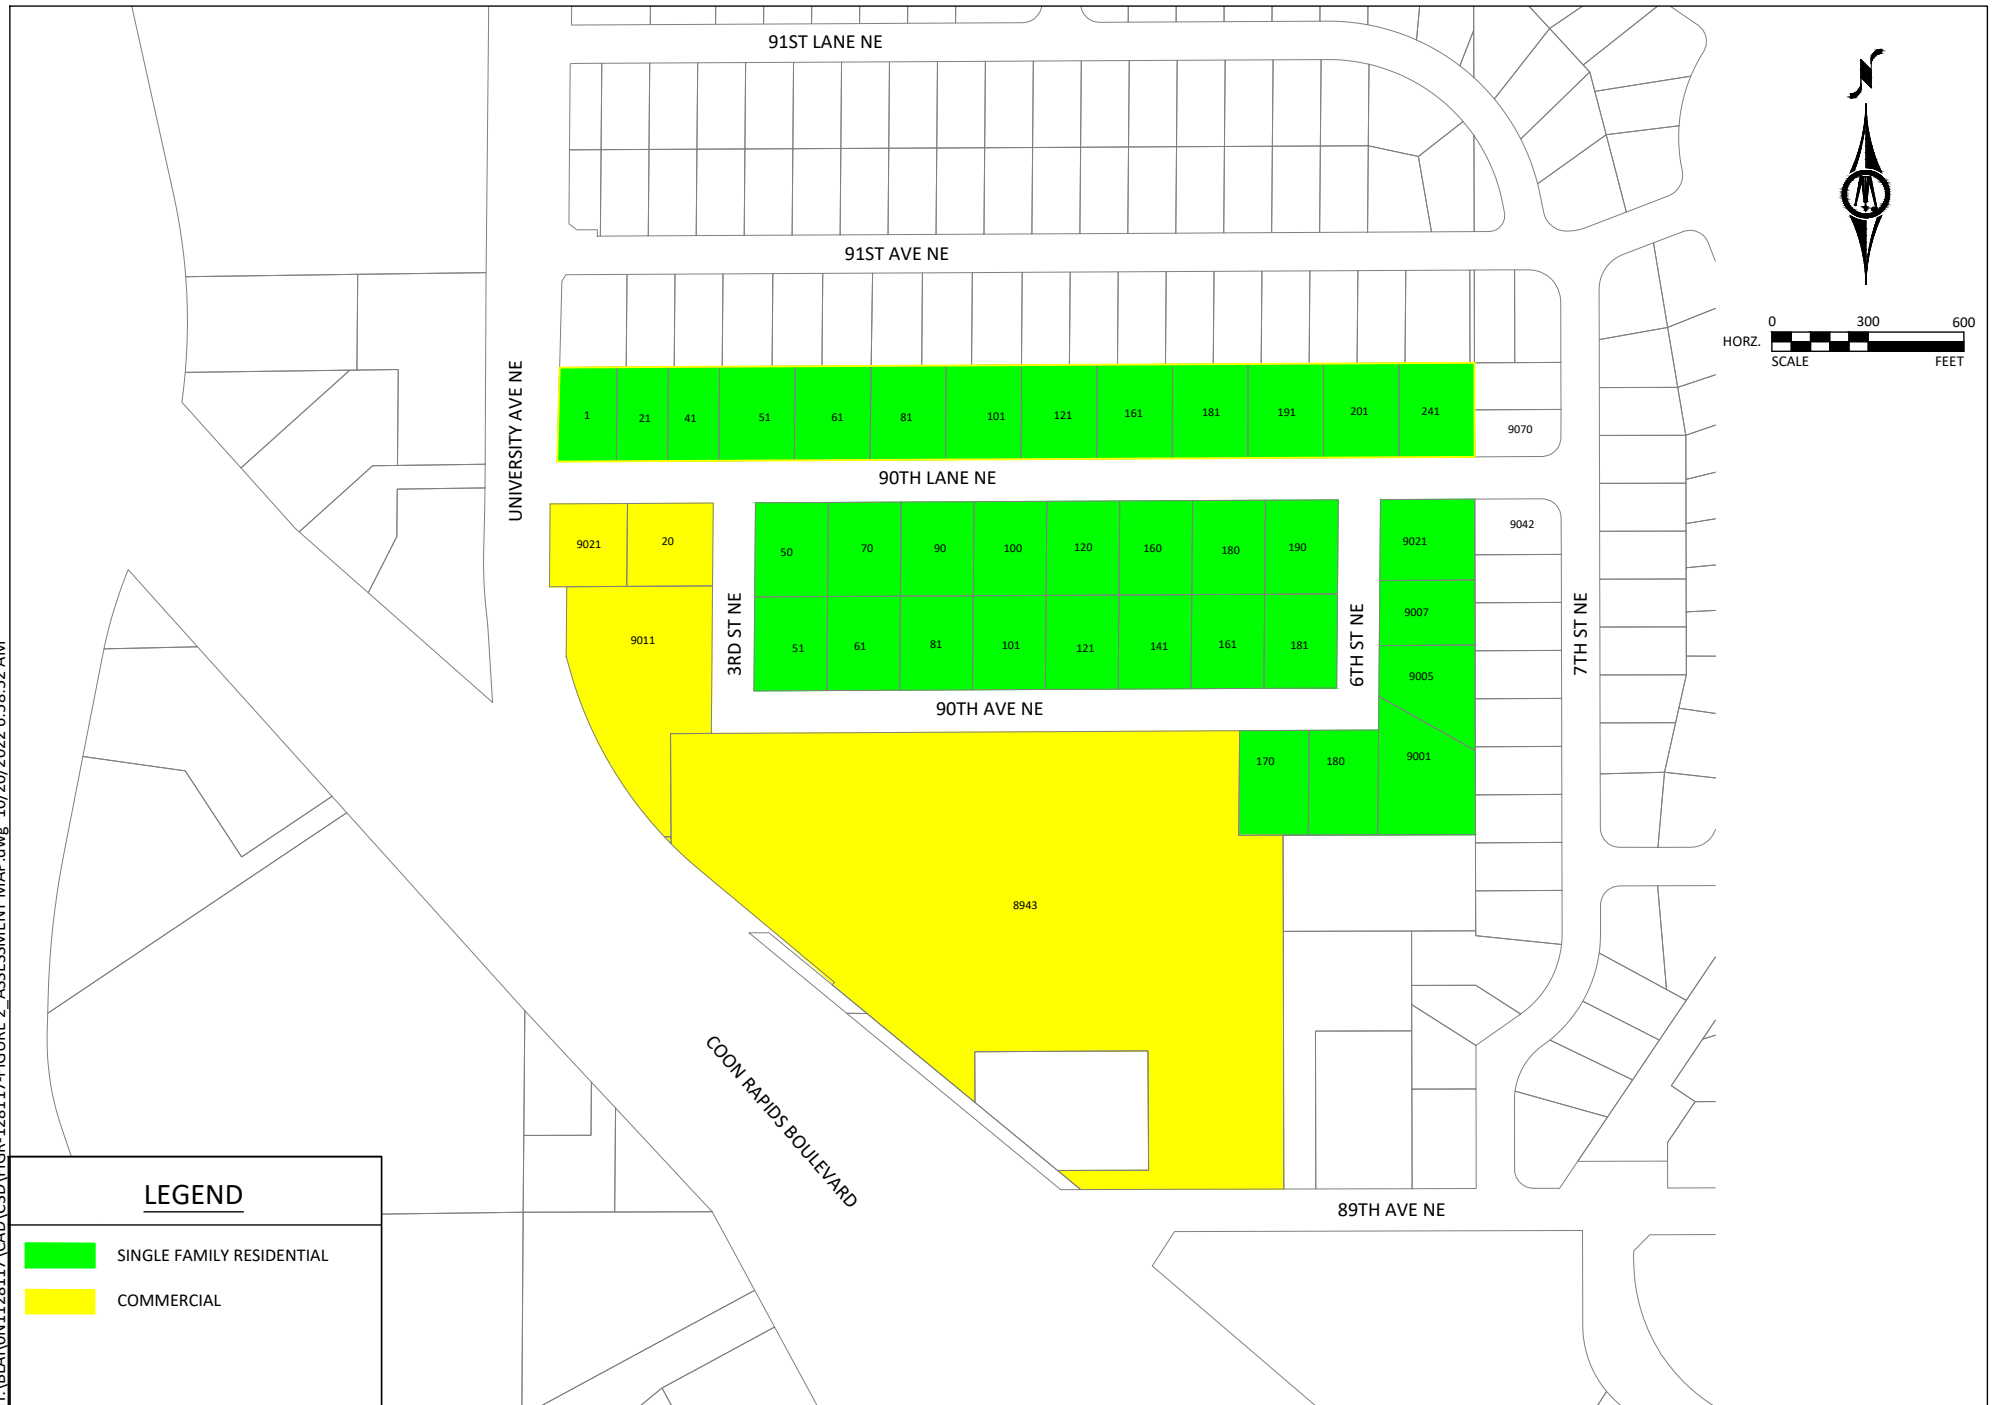 91ST LANE NE
91ST AVE NE
0 300 600
HORZ.
SCALE FEET
UNIVERSITY AVE NE
1 21 41 51 61 81 101 121 161 181 191 201 241
9070
90TH LANE NE
9021 20
50 70 90 100 120 160 180 190
9021
9042
9011
3RD ST NE
51 61 81 101 121 141 161 181
6TH ST NE
9007
9005
7TH ST NE
90TH AVE NE
170 180 9001
8943
COON RAPIDS BOULEVARD
89TH AVE NE
LEGEND
SINGLE FAMILY RESIDENTIAL
COMMERCIAL